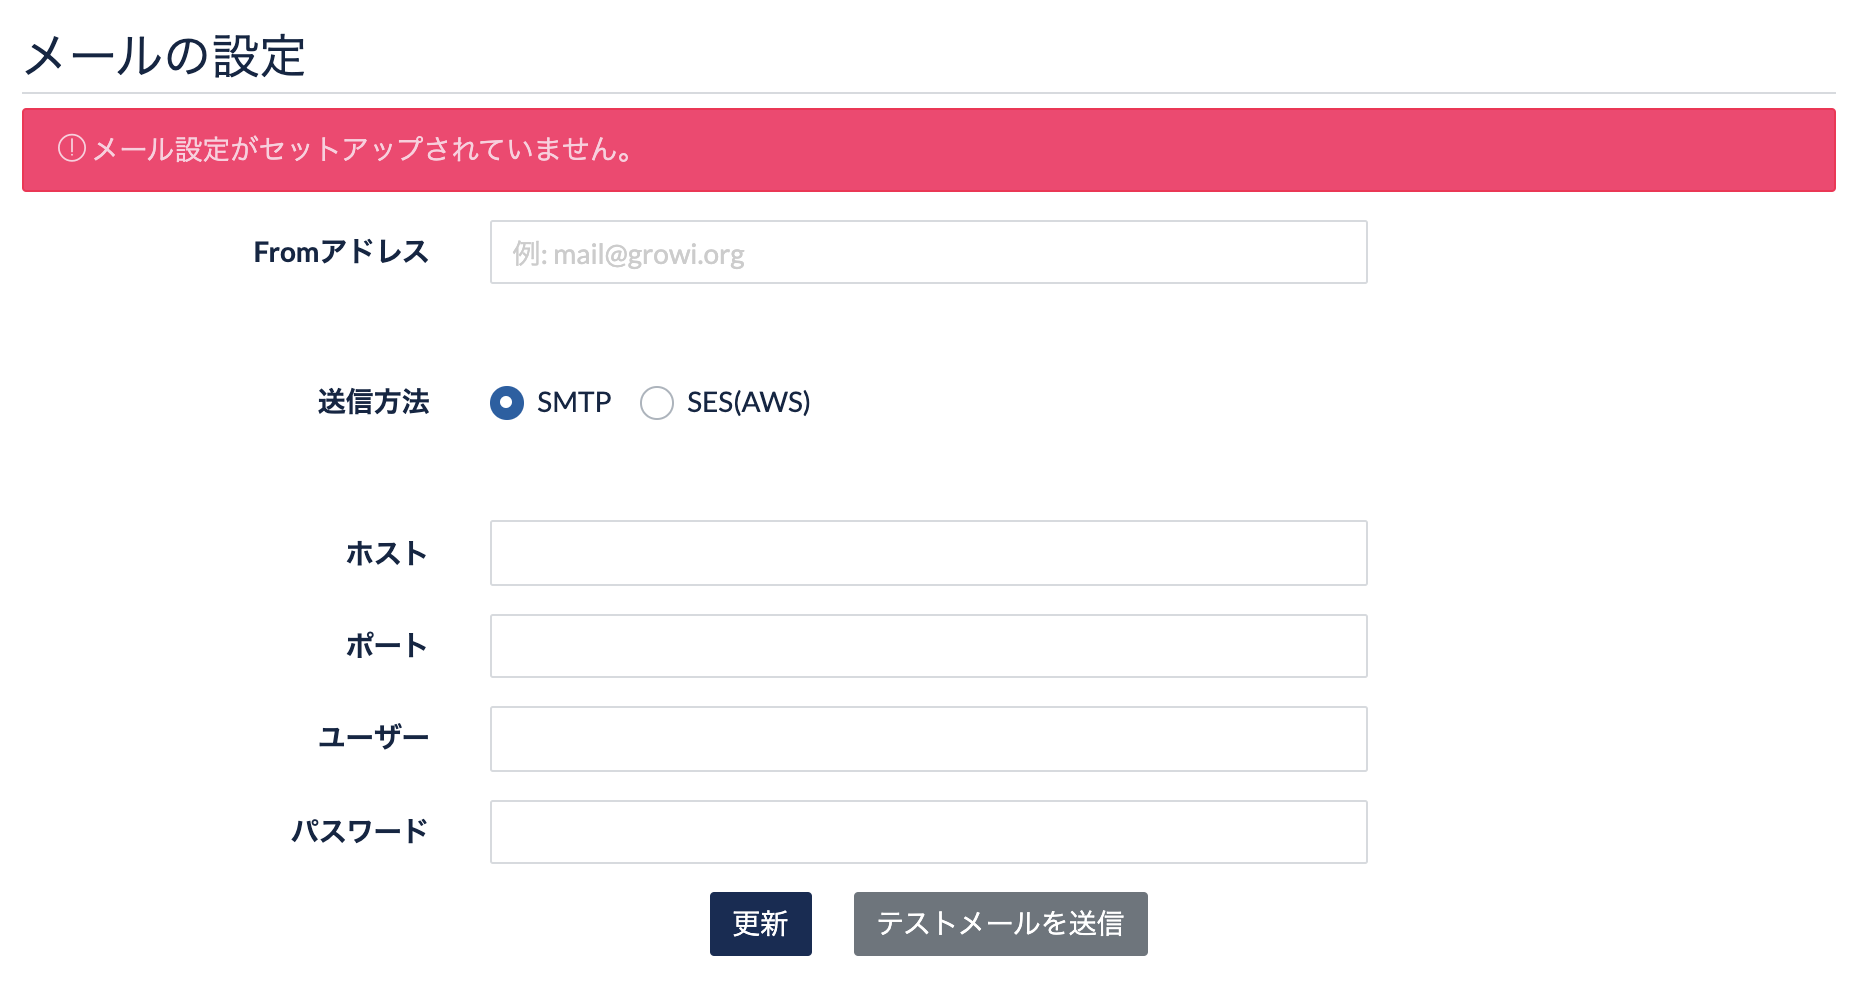 メールの設定
メール設定がセットアップされていません。
Fromアドレス
例: mail@growi.org
送信方法 SMTP SES(AWS)
ホスト
ポート
ユーザー
パスワード
更新 テストメールを送信